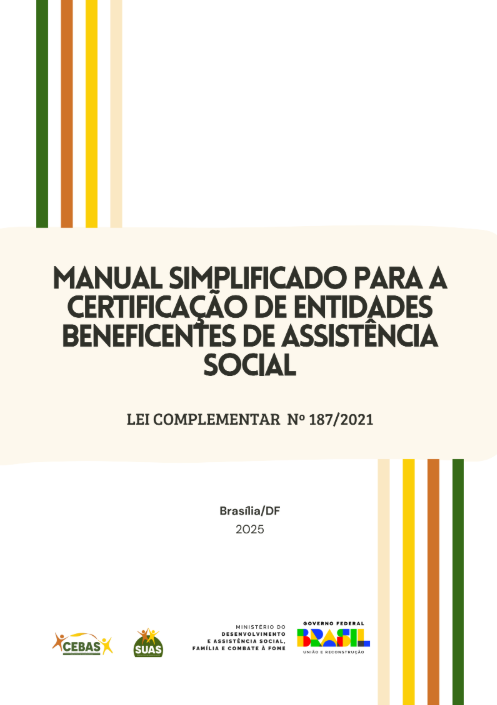 MANUAL SIMPLIFICADO PARA A
CERTIFICAÇÃO DE ENTIDADES
BENEFICENTES DE ASSISTÊNCIA
SOCIAL
LEI COMPLEMENTAR Nº 187/2021
Brasília/DF
2025
CEBAS
SUAS
MINISTÉRIO DO
DESENVOLVIMENTO
E ASSISTÊNCIA SOCIAL,
FAMÍLIA E COMBATE À FOME
GOVERNO FEDERAL
BRASIL
UNIÃO E RECONSTRUÇÃO